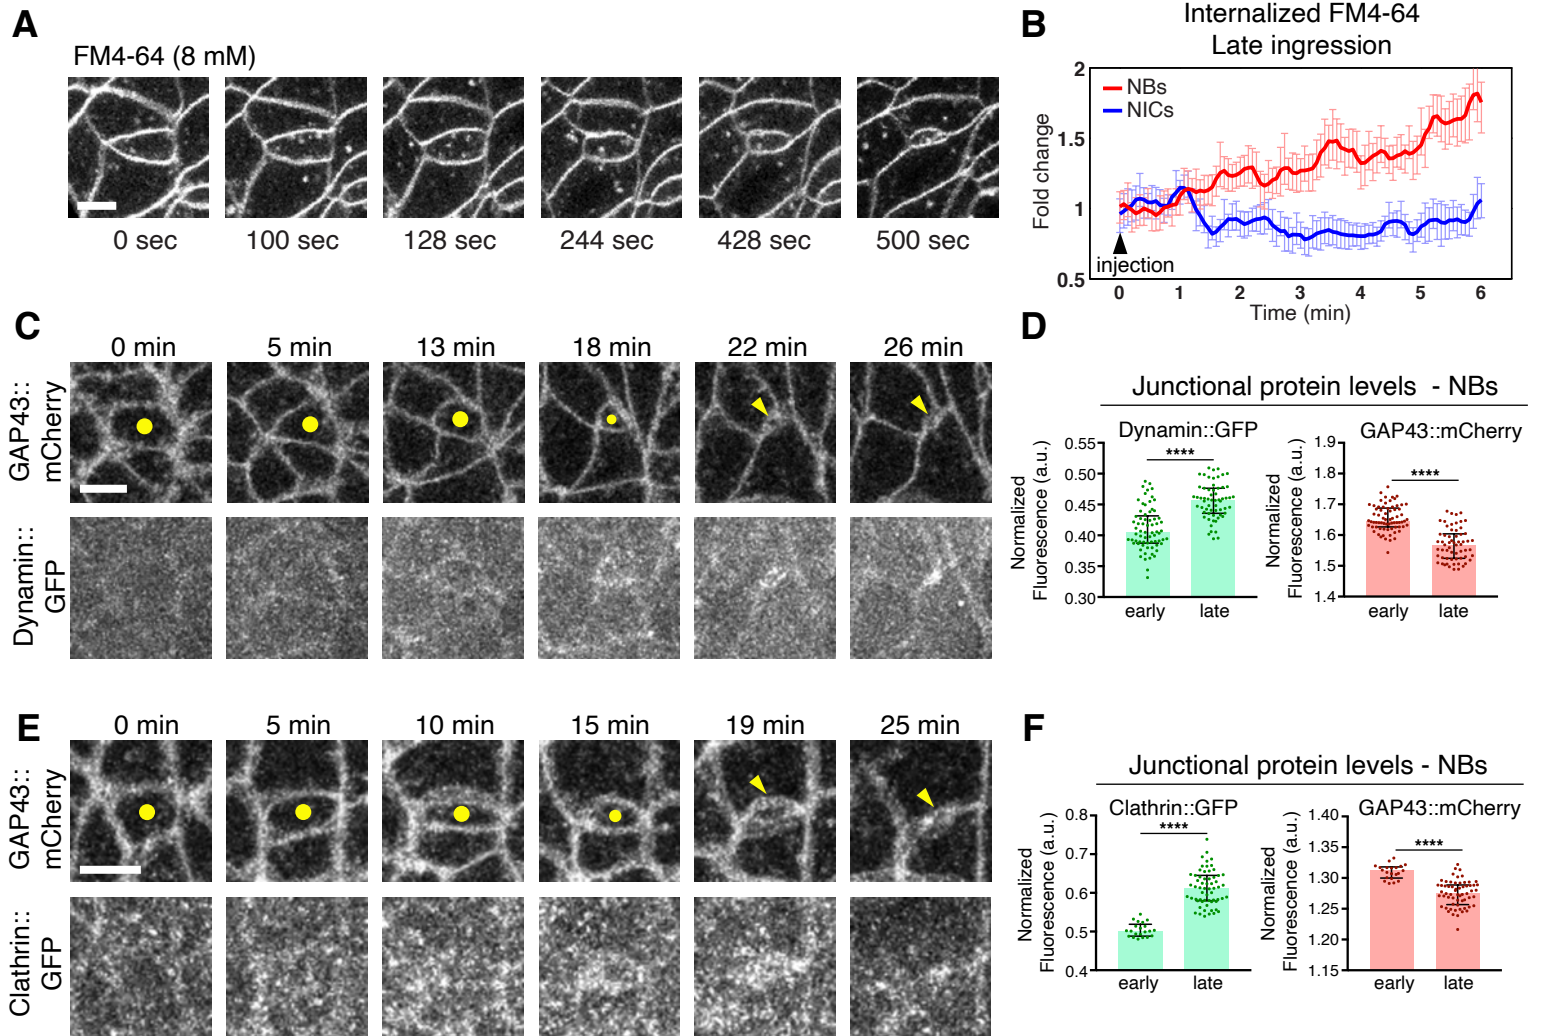 A
FM4-64 (8 mM)
0 sec
100 sec
128 sec
244 sec
428 sec
500 sec
B
Internalized FM4-64
Late ingression
2
1.5
1
0.5
Fold change
NBs
NICs
injection
0
1
2
3
4
5
6
Time (min)
C
0 min
5 min
13 min
18 min
22 min
26 min
GAP43::
mCherry
Dynamin::
GFP
D
Junctional protein levels - NBs
Dynamin::GFP
Normalized
Fluorescence (a.u.)
0.55
0.50
0.45
0.40
0.35
0.30
****
early
late
GAP43::mCherry
Normalized
Fluorescence (a.u.)
1.9
1.8
1.7
1.6
1.5
1.4
****
early
late
E
0 min
5 min
10 min
15 min
19 min
25 min
GAP43::
mCherry
Clathrin::
GFP
F
Junctional protein levels - NBs
Clathrin::GFP
Normalized
Fluorescence (a.u.)
0.8
0.7
0.6
0.5
0.4
****
early
late
GAP43::mCherry
Normalized
Fluorescence (a.u.)
1.40
1.35
1.30
1.25
1.20
1.15
****
early
late